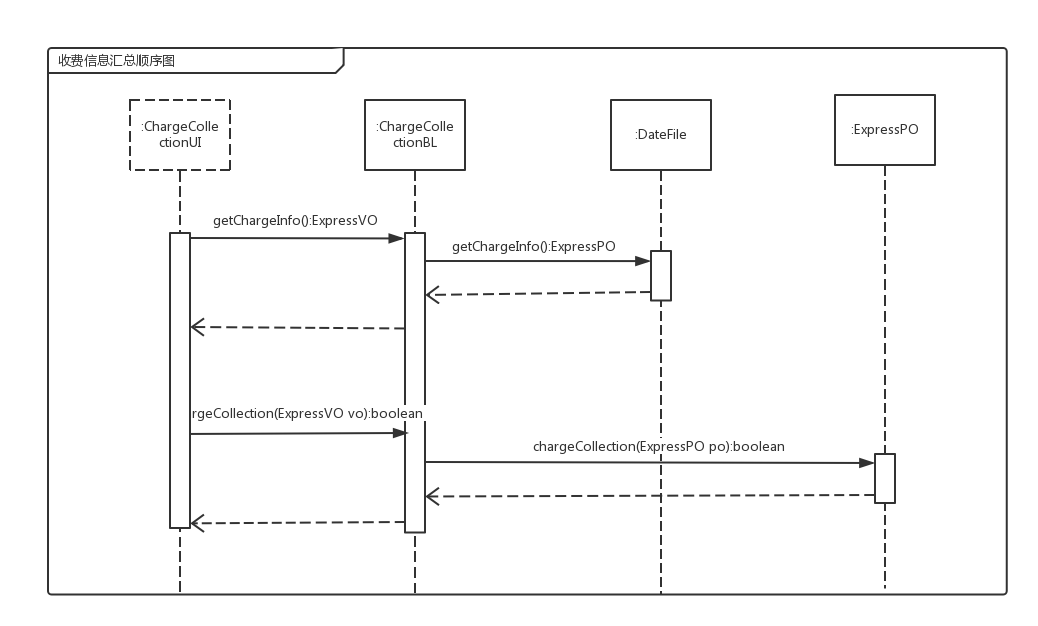 收费信息汇总顺序图
:ChargeColle
ctionUI
:ChargeColle
ctionBL
:DateFile
:ExpressPO
getChargeInfo():ExpressVO
getChargeInfo():ExpressPO
rgeCollection(ExpressVO vo):boolean
chargeCollection(ExpressPO po):boolean